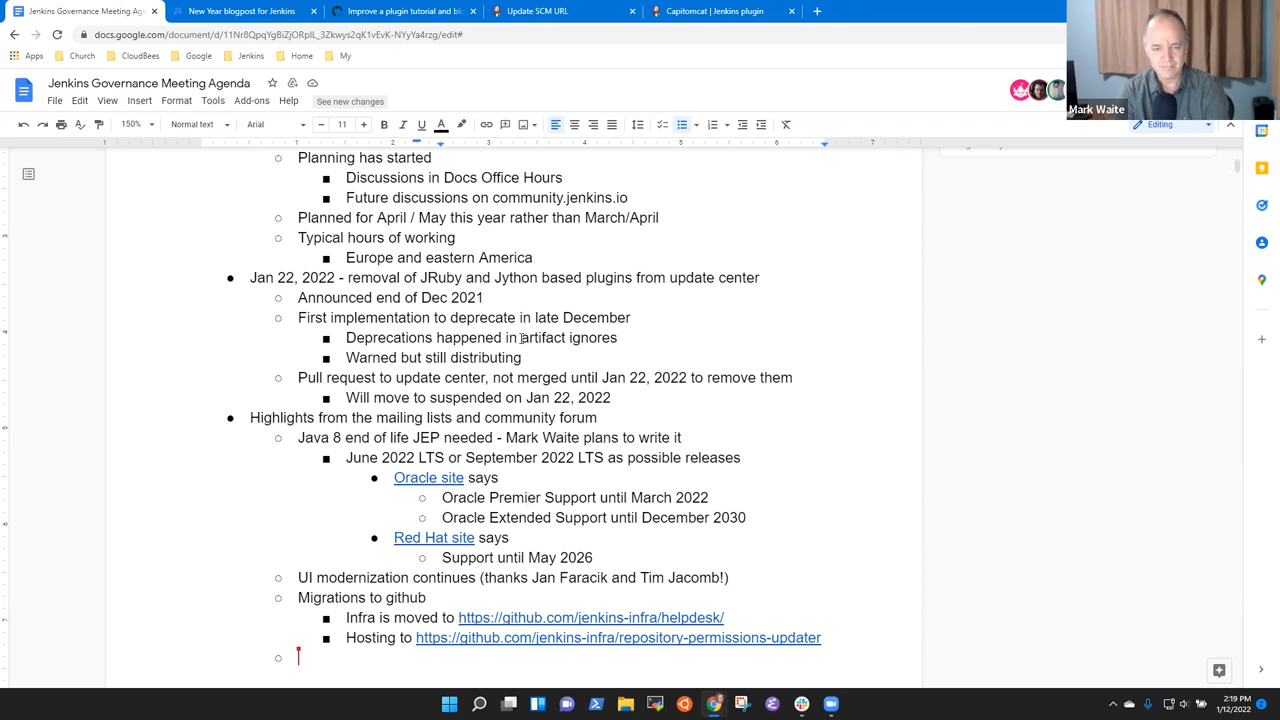 Jenkins Governance Meeting Age
New Year blogpost for Jenkins
Improve a plugin tutorial and blo
Update SCM URL
Capitomcat | Jenkins plugin
Apps
Church
CloudBees
Google
Jenkins
Home
My
Jenkins Governance Meeting Agenda
File Edit View Insert Format Tools Add-ons Help See new changes
Mark Waite
150% Normal text Arial 11 Editing
Planning has started
Discussions in Docs Office Hours
Future discussions on community.jenkins.io
Planned for April / May this year rather than March/April
Typical hours of working
Europe and eastern America
Jan 22, 2022 - removal of JRuby and Jython based plugins from update center
Announced end of Dec 2021
First implementation to deprecate in late December
Deprecations happened in artifact ignores
Warned but still distributing
Pull request to update center, not merged until Jan 22, 2022 to remove them
Will move to suspended on Jan 22, 2022
Highlights from the mailing lists and community forum
Java 8 end of life JEP needed - Mark Waite plans to write it
June 2022 LTS or September 2022 LTS as possible releases
Oracle site says
Oracle Premier Support until March 2022
Oracle Extended Support until December 2030
Red Hat site says
Support until May 2026
UI modernization continues (thanks Jan Faracik and Tim Jacomb!)
Migrations to github
Infra is moved to https://github.com/jenkins-infra/helpdesk/
Hosting to https://github.com/jenkins-infra/repository-permissions-updater
2:19 PM
1/12/2022